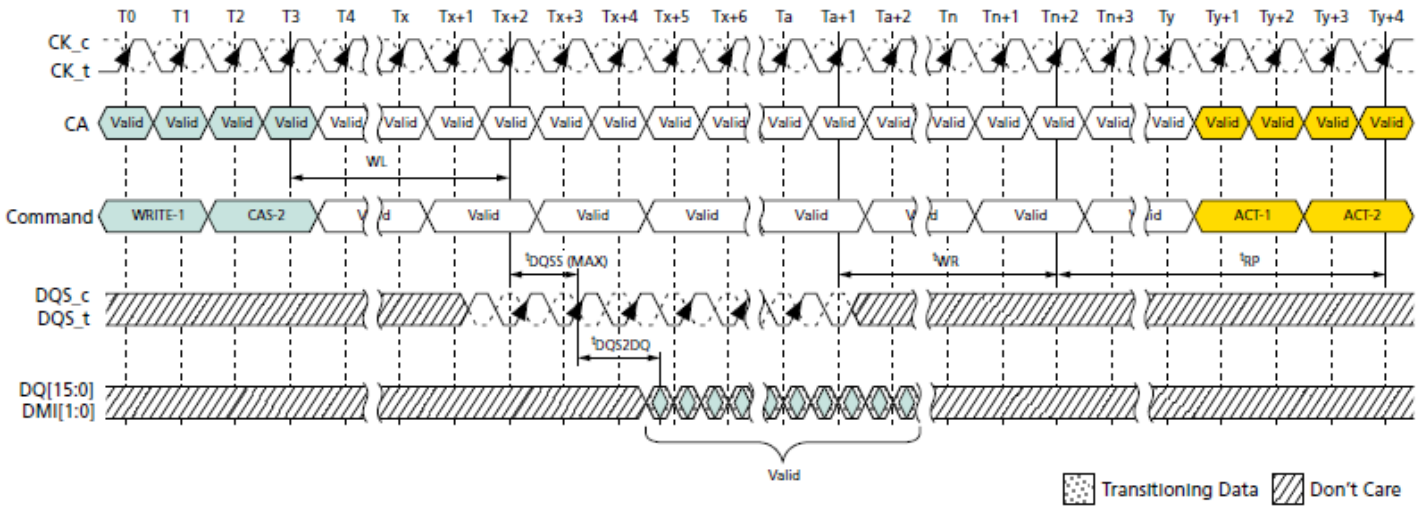 T0 T1 T2 T3 T4 Tx Tx+1 Tx+2 Tx+3 Tx+4 Tx+5 Tx+6 Ta Ta+1 Ta+2 Tn Tn+1 Tn+2 Tn+3 Ty Ty+1 Ty+2 Ty+3 Ty+4
CK_c
CK_t
CA Valid Valid Valid Valid Valid Valid Valid Valid Valid Valid Valid Valid Valid Valid Valid Valid Valid Valid Valid Valid Valid Valid Valid Valid
WL
Command WRITE-1 CAS-2 Valid Valid Valid Valid Valid Valid Valid Valid ACT-1 ACT-2
tDQSS (MAX) tWR tRP
DQS_c
DQS_t
tDQS2DQ
DQ[15:0]
DMI[1:0]
Valid
Transitioning Data Don't Care